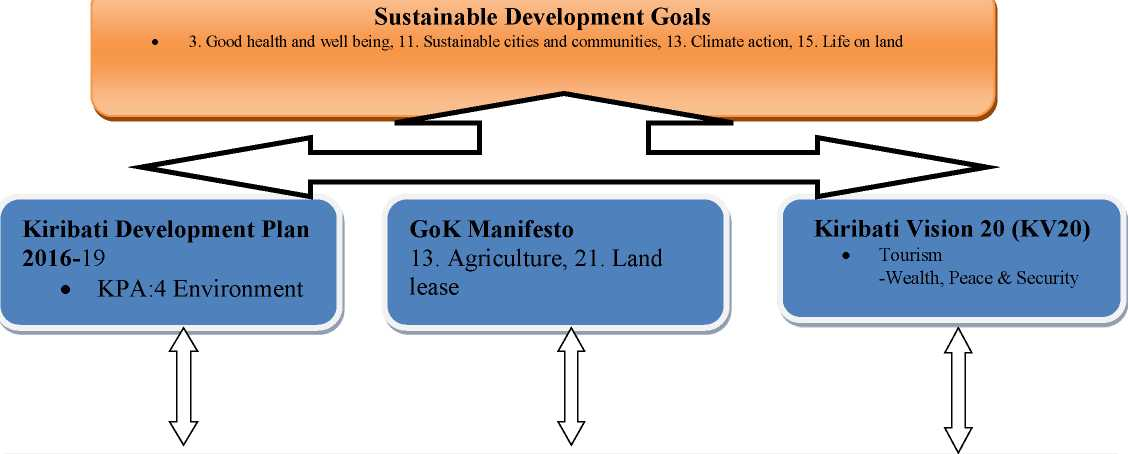 Sustainable Development Goals
• 3. Good health and well being, 11. Sustainable cities and communities, 13. Climate action, 15. Life on land
Kiribati Development Plan
2016-19
• KPA:4 Environment
GoK Manifesto
13. Agriculture, 21. Land
lease
Kiribati Vision 20 (KV20)
• Tourism
-Wealth, Peace & Security